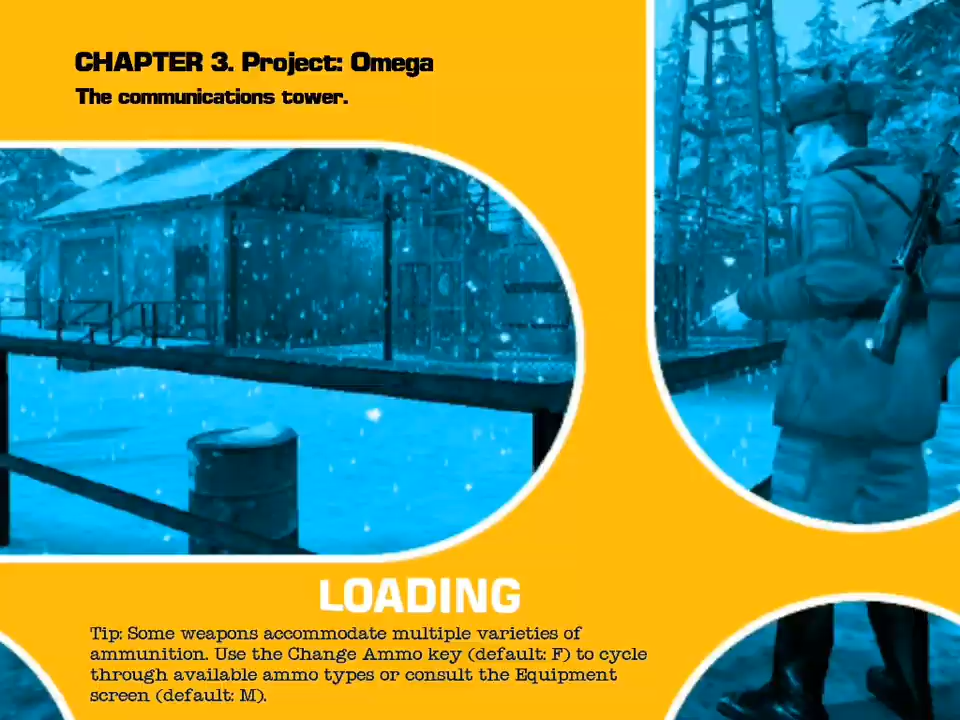 CHAPTER 3. Project: Omega
The communications tower.
LOADING
Tip: Some weapons accommodate multiple varieties of
ammunition. Use the Change Ammo key (default: F) to cycle
through available ammo types or consult the Equipment
screen (default: M).